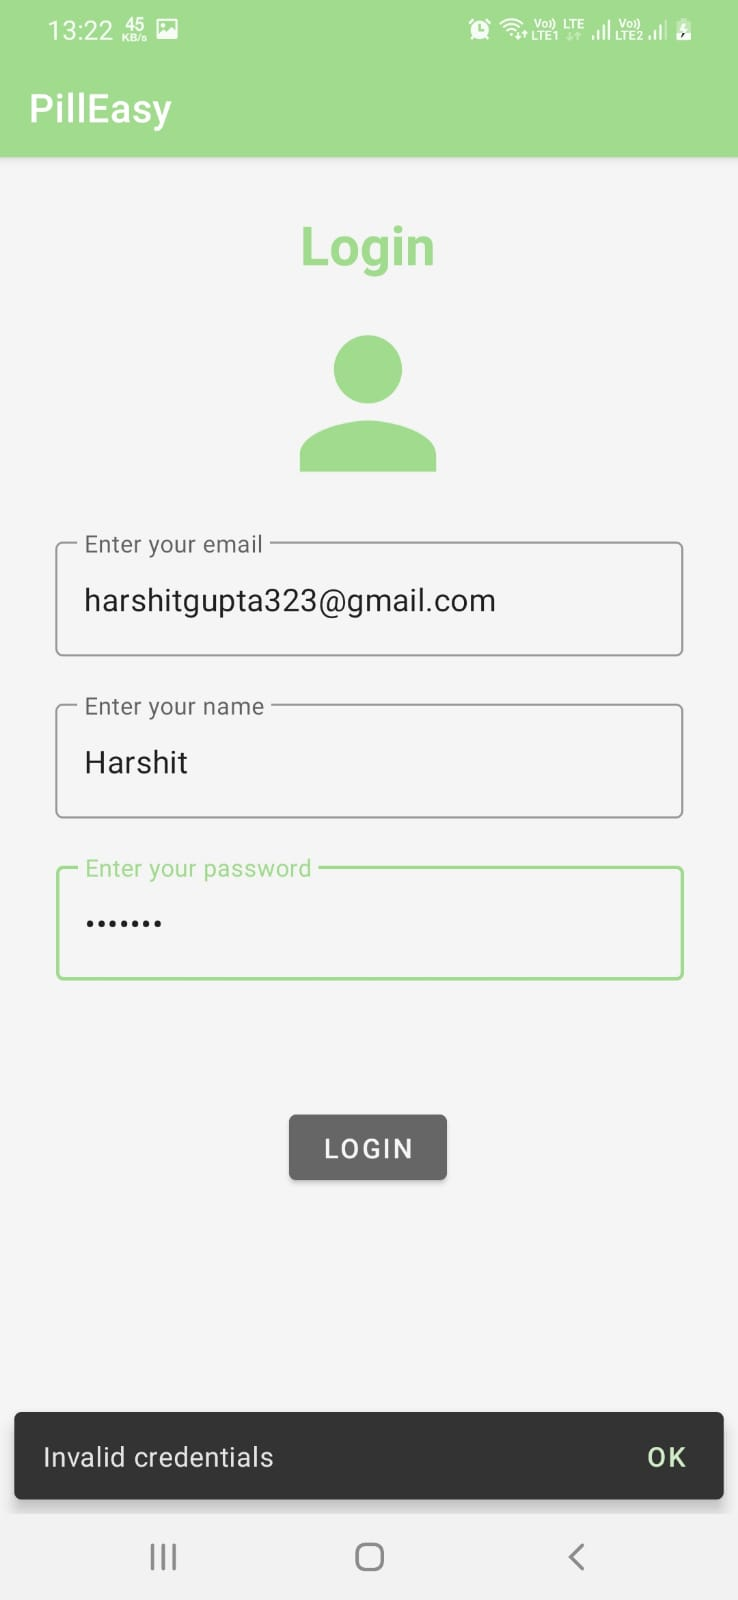 13:22 45 KB/s Vo) LTE1 LTE Vo) LTE2
PillEasy
Login
Enter your email
harshitgupta323@gmail.com
Enter your name
Harshit
Enter your password
•••••••
LOGIN
Invalid credentials OK